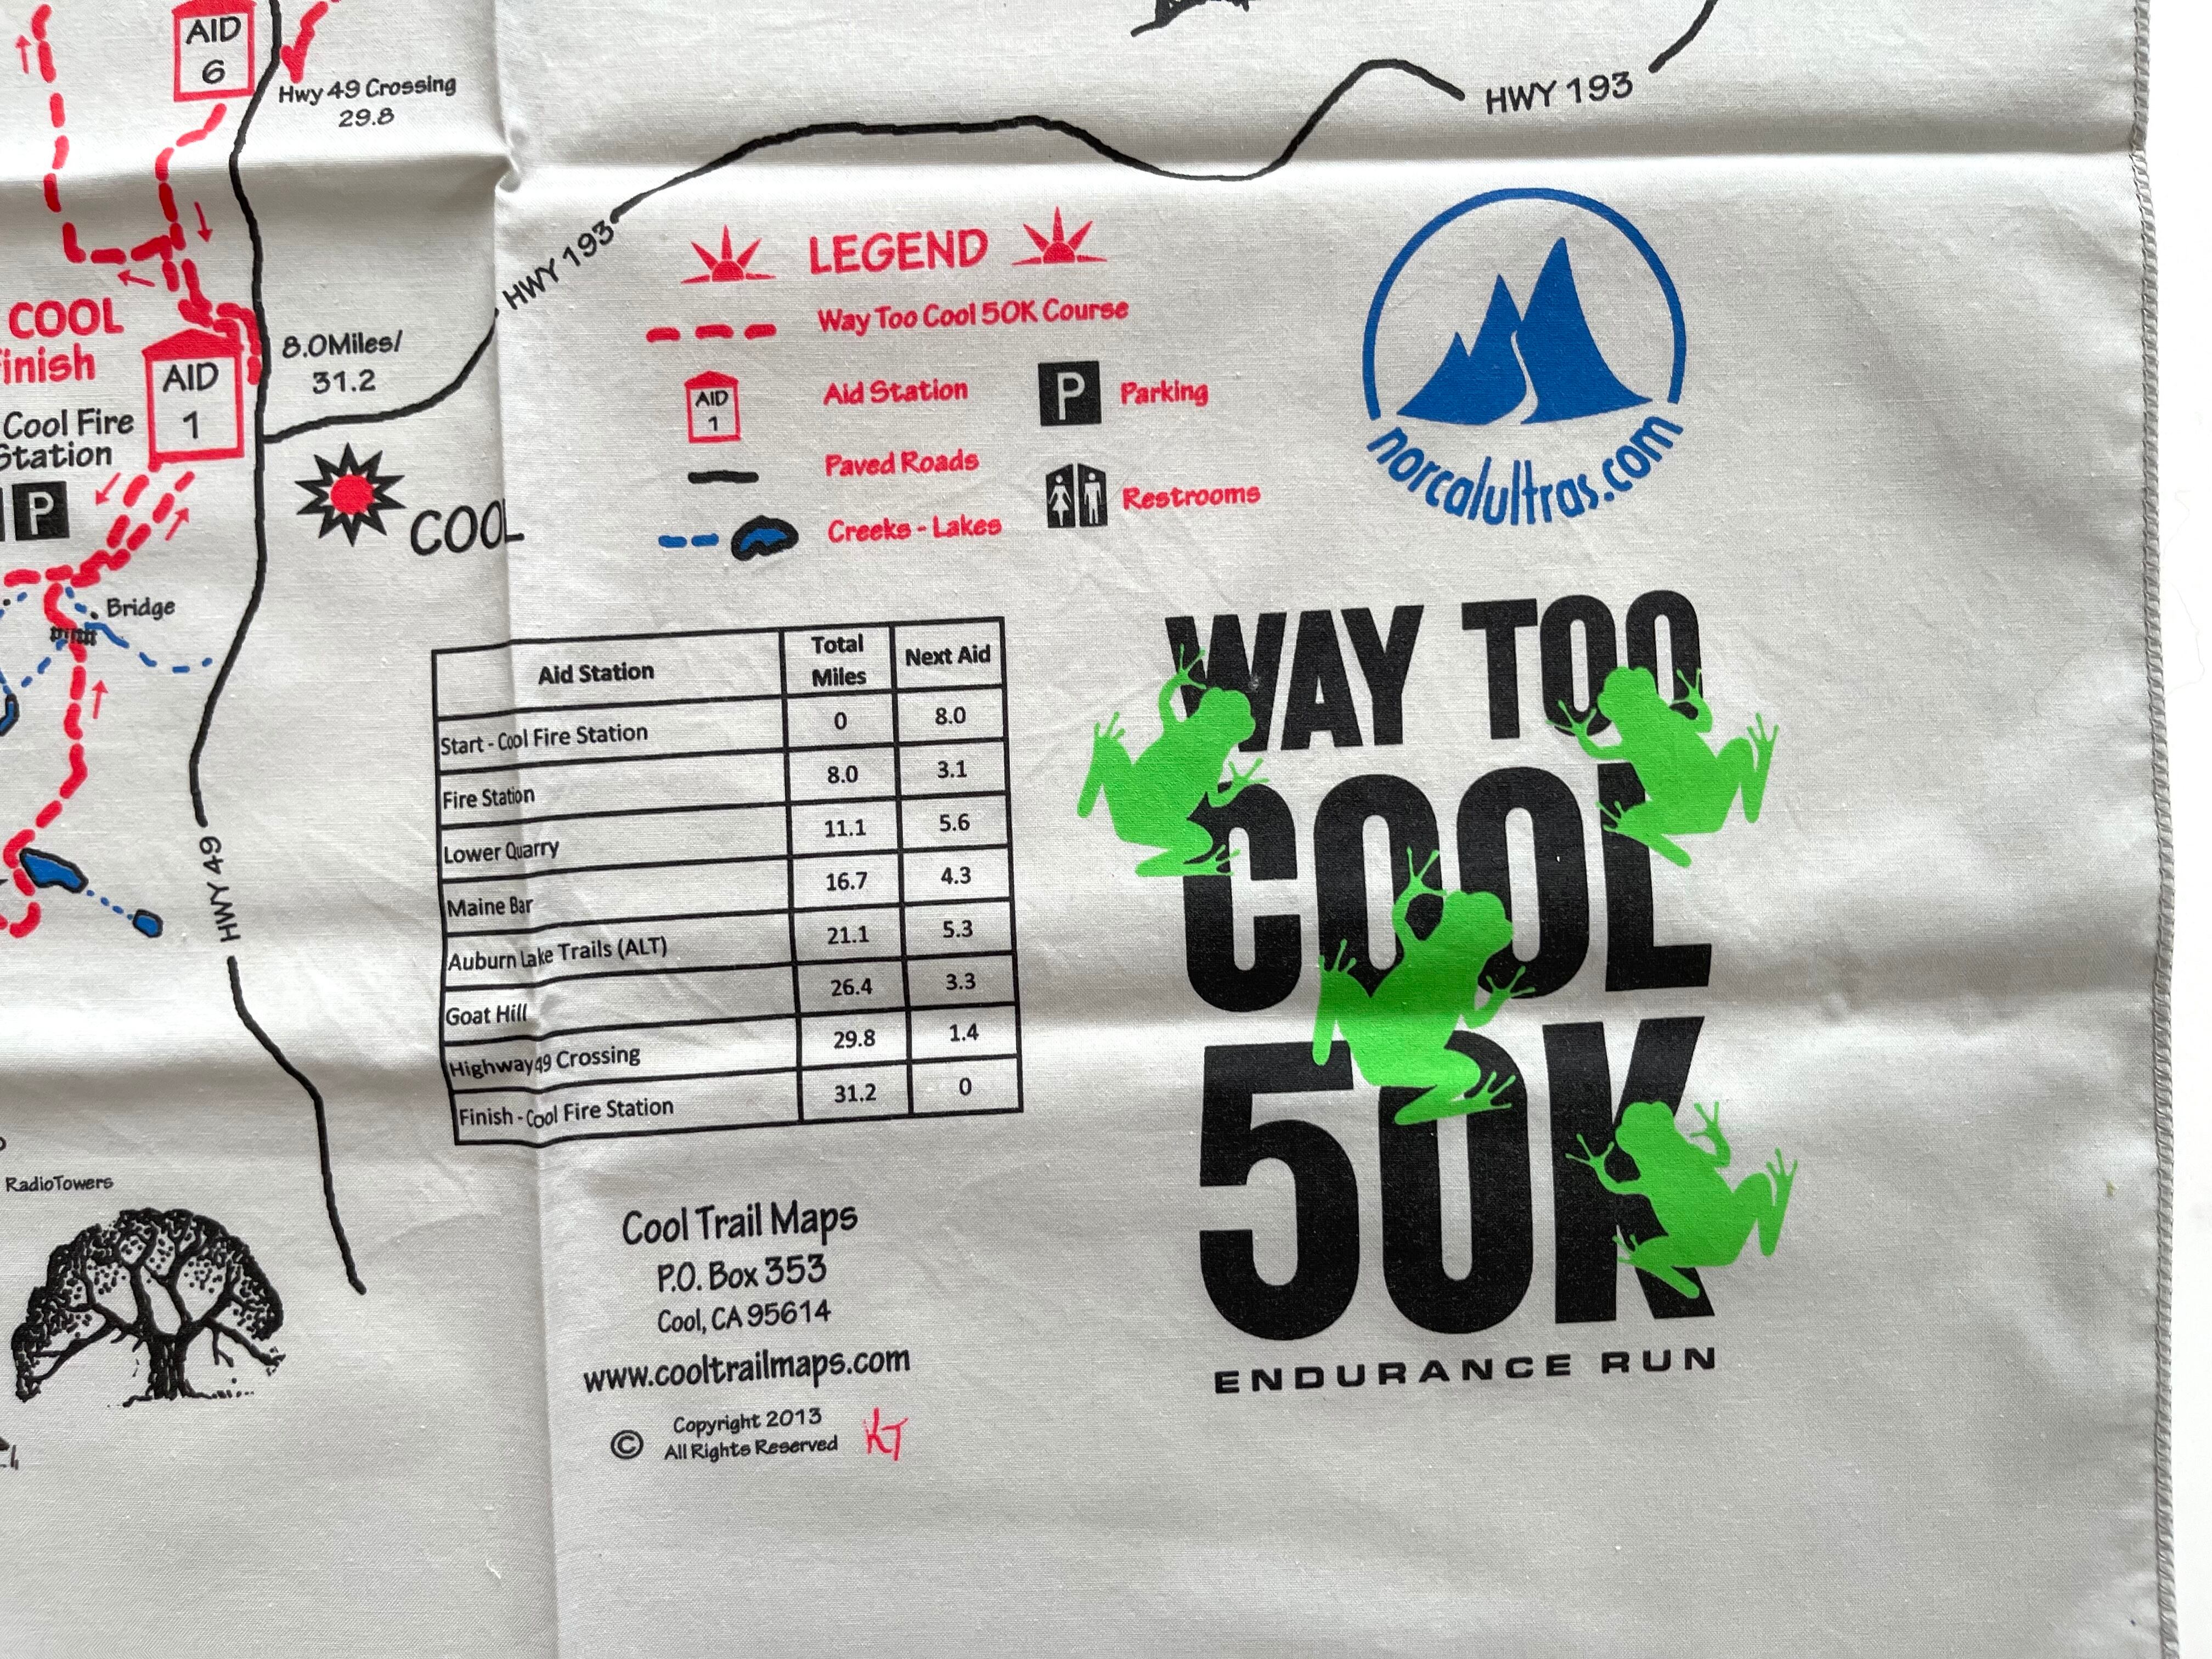 AID
6
Hwy 49 Crossing
29.8
HWY 193
HWY 193
LEGEND
Way Too Cool 50K Course
AID
1
Aid Station
P
Parking
Paved Roads
Restrooms
Creeks - Lakes
norcalultras.com
COOL
Finish
8.0Miles/
31.2
AID
1
Cool Fire
Station
P
COOL
Bridge
HWY 49
Aid Station Total Miles Next Aid
Start - Cool Fire Station 0 8.0
Fire Station 8.0 3.1
Lower Quarry 11.1 5.6
Maine Bar 16.7 4.3
Auburn Lake Trails (ALT) 21.1 5.3
Goat Hill 26.4 3.3
Highway 49 Crossing 29.8 1.4
Finish - Cool Fire Station 31.2 0
WAY TOO
COOL
50K
ENDURANCE RUN
RadioTowers
Cool Trail Maps
P.O. Box 353
Cool, CA 95614
www.cooltrailmaps.com
© Copyright 2013
All Rights Reserved
KT